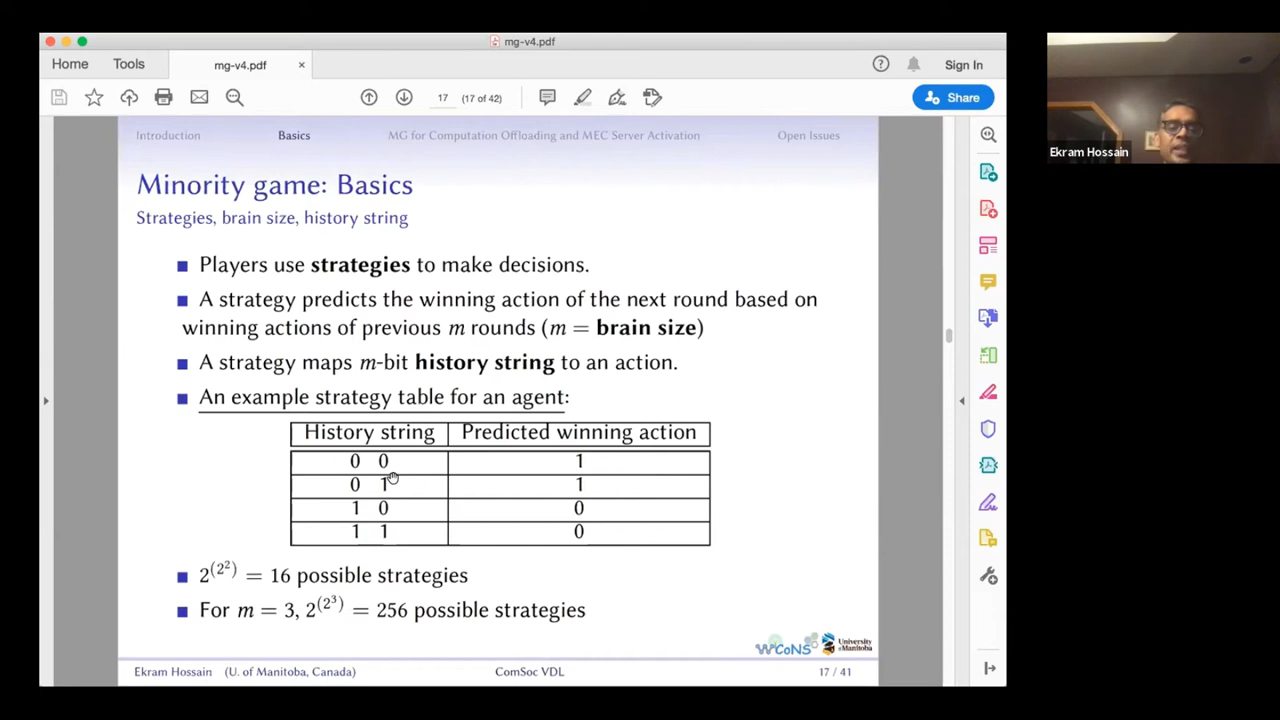 mg-v4.pdf
Home Tools mg-v4.pdf × Sign In
17 (17 of 42) Share
Introduction Basics MG for Computation Offloading and MEC Server Activation Open Issues
Minority game: Basics
Strategies, brain size, history string
Players use strategies to make decisions.
A strategy predicts the winning action of the next round based on
winning actions of previous m rounds (m = brain size)
A strategy maps m-bit history string to an action.
An example strategy table for an agent:
History string Predicted winning action
0 0 1
0 1 1
1 0 0
1 1 0
2^(2^2) = 16 possible strategies
For m = 3, 2^(2^3) = 256 possible strategies
WCoNS University of Manitoba
Ekram Hossain (U. of Manitoba, Canada) ComSoc VDL 17 / 41
Ekram Hossain